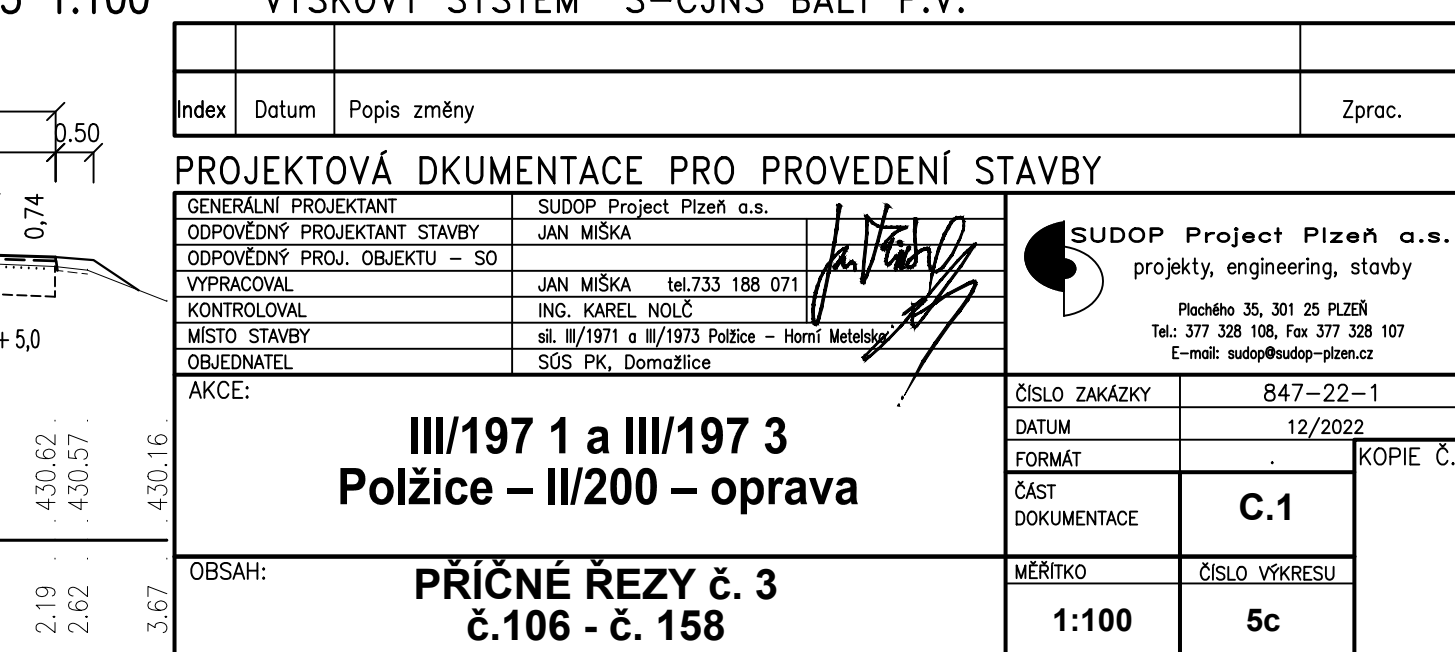 1:100
Index Datum Popis změny Zprac.
PROJEKTOVÁ DKUMENTACE PRO PROVEDENÍ STAVBY
GENERÁLNÍ PROJEKTANT SUDOP Project Plzeň a.s.
ODPOVĚDNÝ PROJEKTANT STAVBY JAN MIŠKA
ODPOVĚDNÝ PROJ. OBJEKTU – SO
VYPRACOVAL JAN MIŠKA tel.733 188 071
KONTROLOVAL ING. KAREL NOLČ
MÍSTO STAVBY sil. III/1971 a III/1973 Polžice – Horní Metelsko
OBJEDNATEL SÚS PK, Domažlice
SUDOP Project Plzeň a.s.
projekty, engineering, stavby
Plachého 35, 301 25 PLZEŇ
Tel.: 377 328 108, Fax 377 328 107
E-mail: sudop@sudop-plzen.cz
AKCE:
III/197 1 a III/197 3
Polžice – II/200 – oprava
ČÍSLO ZAKÁZKY 847-22-1
DATUM 12/2022
FORMÁT .
KOPIE Č.
ČÁST
DOKUMENTACE
C.1
OBSAH:
PŘÍČNÉ ŘEZY č. 3
č.106 - č. 158
MĚŘÍTKO ČÍSLO VÝKRESU
1:100 5c
0.50
0,74
+ 5,0
430.62
430.57
430.16
2.19
2.62
3.67